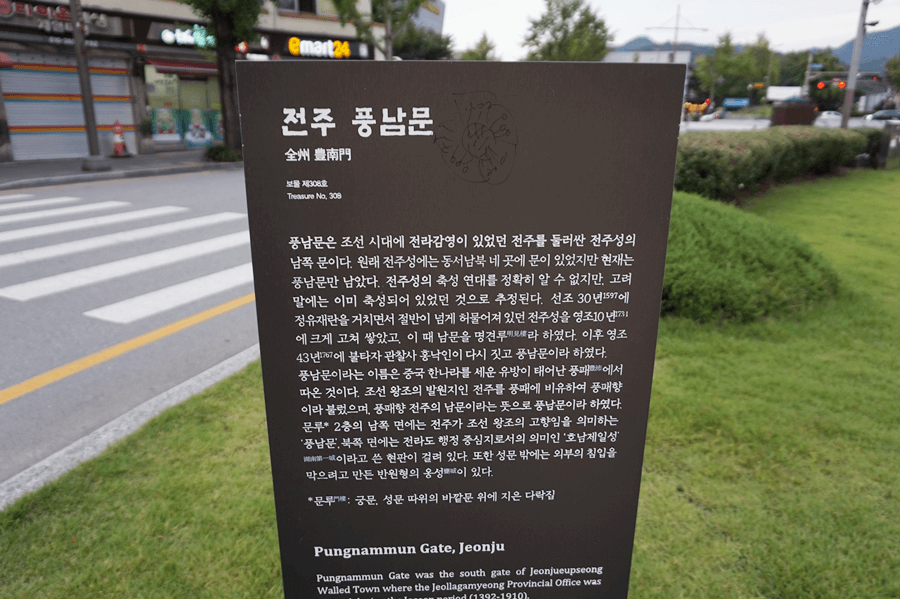 emart24
전주 풍남문
全州 豊南門
보물 제308호
Treasure No, 308
풍남문은 조선 시대에 전라감영이 있었던 전주를 둘러싼 전주성의
남쪽 문이다. 원래 전주성에는 동서남북 네 곳에 문이 있었지만 현재는
풍남문만 남았다. 전주성의 축성 연대를 정확히 알 수 없지만, 고려
말에는 이미 축성되어 있었던 것으로 추정된다. 선조 30년1597에
정유재란을 거치면서 절반이 넘게 허물어져 있던 전주성을 영조10년1734
에 크게 고쳐 쌓았고, 이 때 남문을 명견루明見樓라 하였다. 이후 영조
43년1767에 불타자 관찰사 홍낙인이 다시 짓고 풍남문이라 하였다.
풍남문이라는 이름은 중국 한나라를 세운 유방이 태어난 풍패豊沛에서
따온 것이다. 조선 왕조의 발원지인 전주를 풍패에 비유하여 풍패향
이라 불렀으며, 풍패향 전주의 남문이라는 뜻으로 풍남문이라 하였다.
문루* 2층의 남쪽 면에는 전주가 조선 왕조의 고향임을 의미하는
'풍남문', 북쪽 면에는 전라도 행정 중심지로서의 의미인 '호남제일성'
湖南第一城이라고 쓴 현판이 걸려 있다. 또한 성문 밖에는 외부의 침입을
막으려고 만든 반원형의 옹성甕城이 있다.
*문루門樓: 궁문, 성문 따위의 바깥문 위에 지은 다락집
Pungnammun Gate, Jeonju
Pungnammun Gate was the south gate of Jeonjueupseong
Walled Town where the Jeollagamyeong Provincial Office was
period (1392-1910).